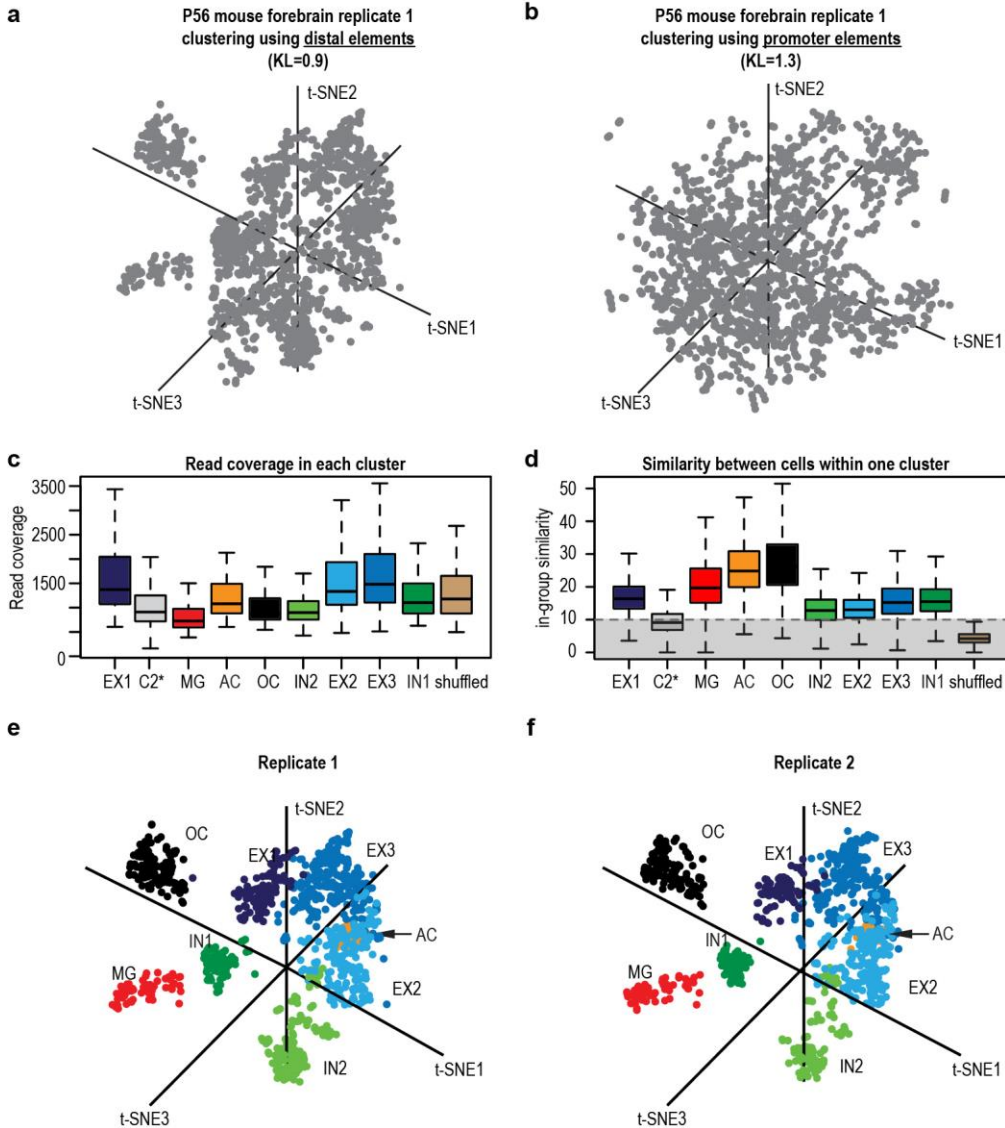 a
P56 mouse forebrain replicate 1
clustering using distal elements
(KL=0.9)
t-SNE2
t-SNE1
t-SNE3
b
P56 mouse forebrain replicate 1
clustering using promoter elements
(KL=1.3)
t-SNE2
t-SNE1
t-SNE3
c
Read coverage in each cluster
Read coverage
3500
2500
1500
0
EX1 C2* MG AC OC IN2 EX2 EX3 IN1 shuffled
d
Similarity between cells within one cluster
in-group similarity
50
40
30
20
10
0
EX1 C2* MG AC OC IN2 EX2 EX3 IN1 shuffled
e
Replicate 1
t-SNE2
OC
EX1
EX3
IN1
AC
MG
EX2
IN2
t-SNE1
t-SNE3
f
Replicate 2
t-SNE2
OC
EX1
EX3
IN1
AC
MG
EX2
IN2
t-SNE1
t-SNE3